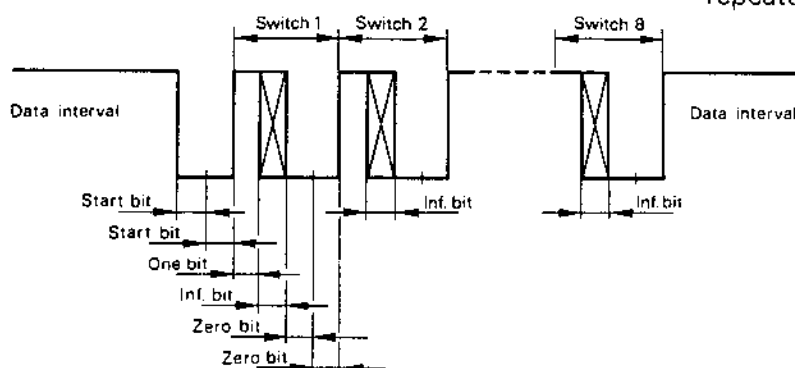 repeate
Switch 1 Switch 2 Switch 8
Data interval Data interval
Start bit Inf. bit Inf. bit
Start bit
One bit
Inf. bit
Zero bit
Zero bit